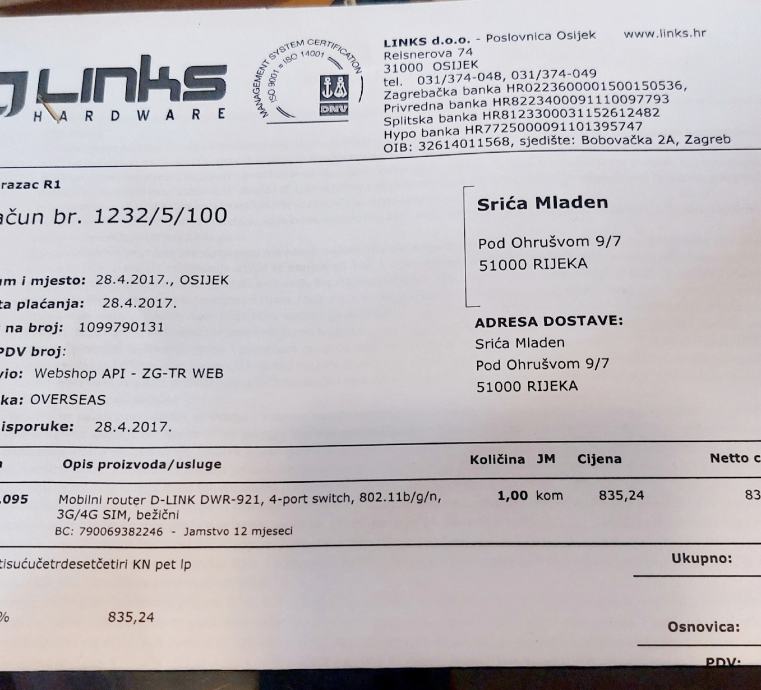 LINKS
HARDWARE
MANAGEMENT SYSTEM CERTIFICATION
ISO 9001 = ISO 14001
DNV
LINKS d.o.o. - Poslovnica Osijek www.links.hr
Reisnerova 74
31000 OSIJEK
tel. 031/374-048, 031/374-049
Zagrebačka banka HR0223600001500150536,
Privredna banka HR8223400091110097793
Splitska banka HR8123300031152612482
Hypo banka HR7725000091101395747
OIB: 32614011568, sjedište: Bobovačka 2A, Zagreb
razac R1
ačun br. 1232/5/100
Srića Mladen
Pod Ohrušvom 9/7
51000 RIJEKA
um i mjesto: 28.4.2017., OSIJEK
ta plaćanja: 28.4.2017.
na broj: 1099790131
PDV broj:
vio: Webshop API - ZG-TR WEB
ka: OVERSEAS
isporuke: 28.4.2017.
ADRESA DOSTAVE:
Srića Mladen
Pod Ohrušvom 9/7
51000 RIJEKA
Opis proizvoda/usluge Količina JM Cijena Netto c
.095 Mobilni router D-LINK DWR-921, 4-port switch, 802.11b/g/n, 1,00 kom 835,24 83
3G/4G SIM, bežični
BC: 790069382246 - Jamstvo 12 mjeseci
tisućučetrdesetčetiri KN pet lp
Ukupno:
% 835,24
Osnovica:
PDV: